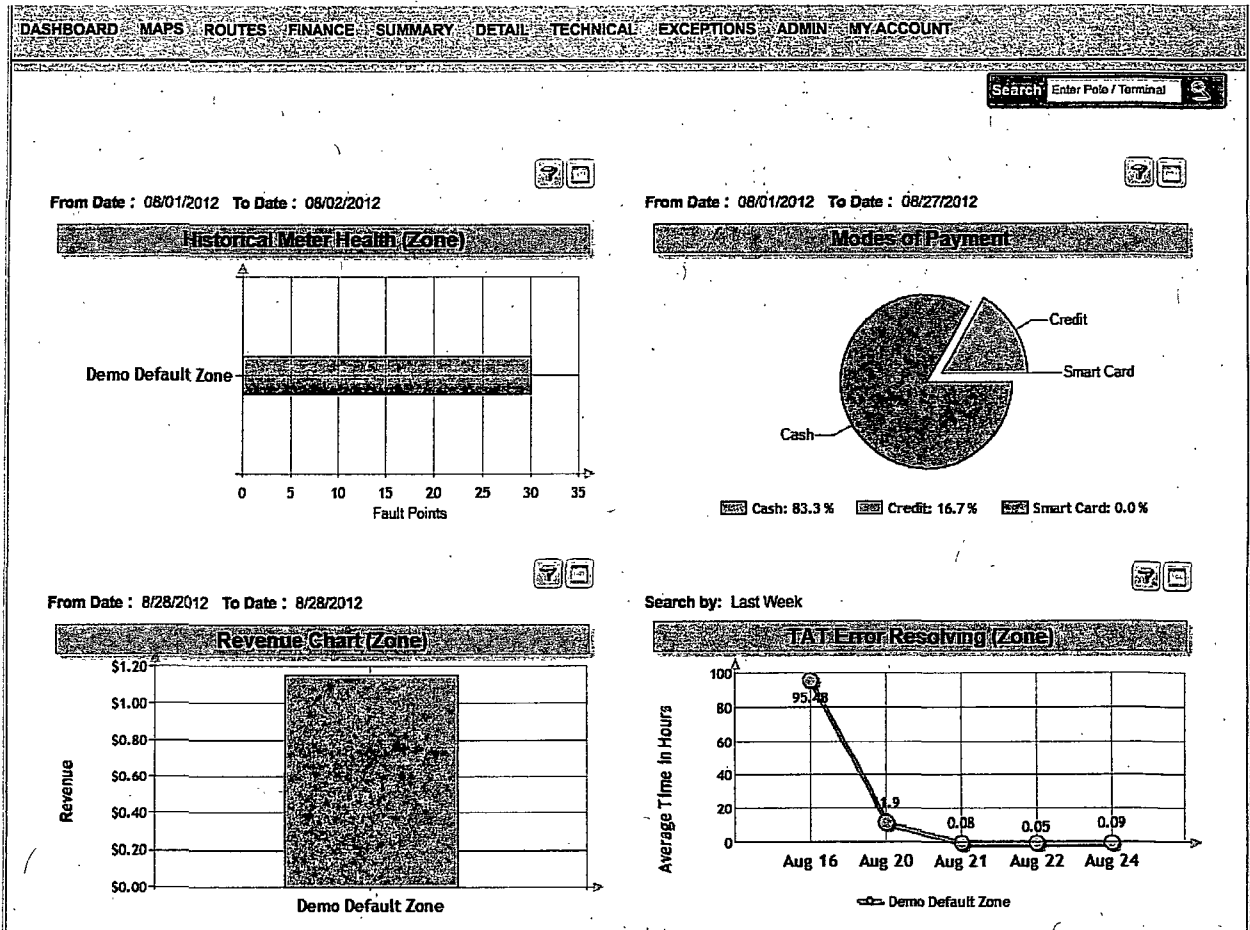 DASHBOARD MAPS ROUTES FINANCE SUMMARY DETAIL TECHNICAL EXCEPTIONS ADMIN MY ACCOUNT
Search Enter Pole / Terminal
From Date : 08/01/2012 To Date : 08/02/2012
Historical Meter Health (Zone)
Demo Default Zone
0 5 10 15 20 25 30 35
Fault Points
From Date : 08/01/2012 To Date : 08/27/2012
Modes of Payment
Credit
Smart Card
Cash
Cash: 83.3 % Credit: 16.7 % Smart Card: 0.0 %
From Date : 8/28/2012 To Date : 8/28/2012
Revenue Chart (Zone)
$1.20
$1.00
$0.80
$0.60
$0.40
$0.20
$0.00
Revenue
Demo Default Zone
Search by: Last Week
TAT Error Resolving (Zone)
100
80
60
40
20
0
Average Time in Hours
95.48
0.08
0.05
0.09
Aug 16 Aug 20 Aug 21 Aug 22 Aug 24
Demo Default Zone